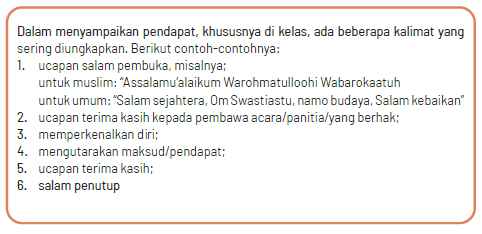 Dalam menyampaikan pendapat, khususnya di kelas, ada beberapa kalimat yang
sering diungkapkan. Berikut contoh-contohnya:
1. ucapan salam pembuka, misalnya;
untuk muslim: “Assalamu’alaikum Warohmatulloohi Wabarokaatuh
untuk umum: “Salam sejahtera, Om Swastiastu, namo budaya, Salam kebaikan”
2. ucapan terima kasih kepada pembawa acara/panitia/yang berhak;
3. memperkenalkan diri;
4. mengutarakan maksud/pendapat;
5. ucapan terima kasih;
6. salam penutup